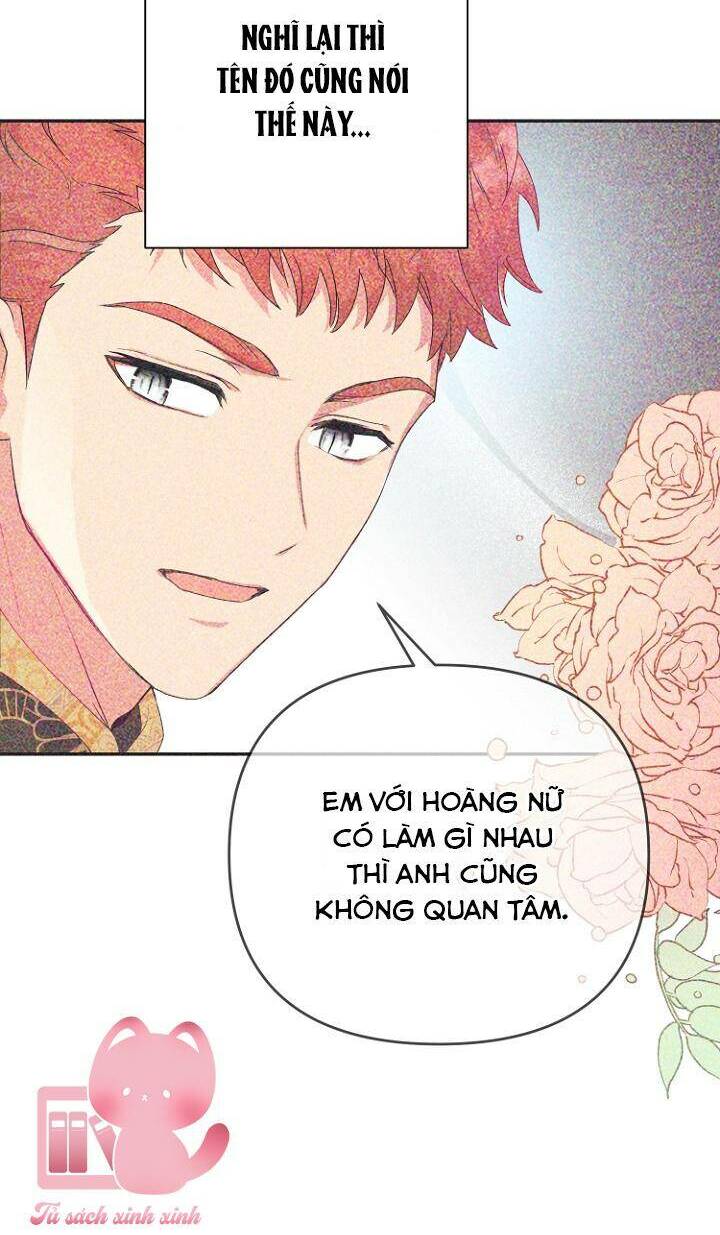 NGHĨ LẠI THÌ
TÊN ĐÓ CŨNG NÓI
THẾ NÀY...
EM VỚI HOÀNG NỮ
CÓ LÀM GÌ NHAU
THÌ ANH CŨNG
KHÔNG QUAN TÂM.
Tủ sách xinh xinh